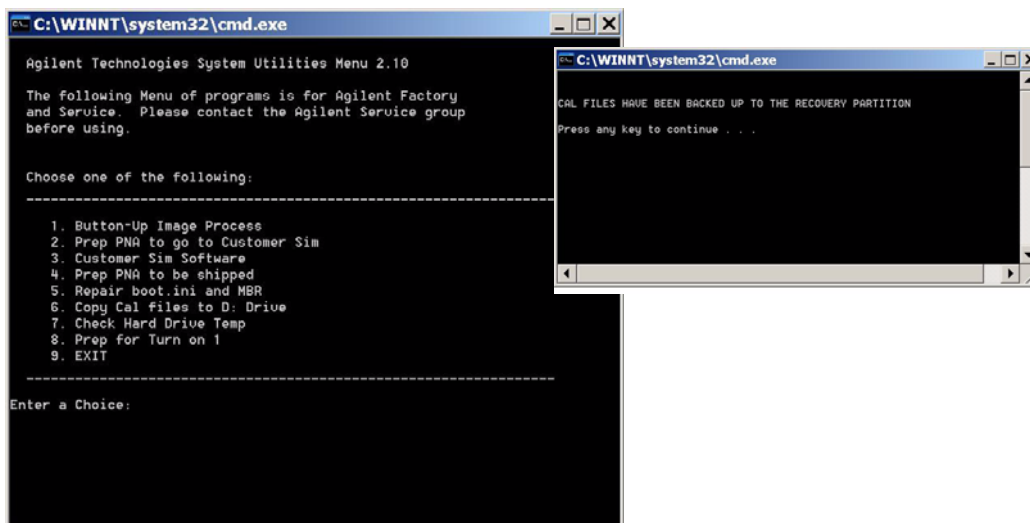 C:\WINNT\system32\cmd.exe
Agilent Technologies System Utilities Menu 2.10
The following Menu of programs is for Agilent Factory
and Service.  Please contact the Agilent Service group
before using.
Choose one of the following:
--------------------------------------------------------------------
1. Button-Up Image Process
2. Prep PNA to go to Customer Sim
3. Customer Sim Software
4. Prep PNA to be shipped
5. Repair boot.ini and MBR
6. Copy Cal files to D: Drive
7. Check Hard Drive Temp
8. Prep for Turn on 1
9. EXIT
--------------------------------------------------------------------
Enter a Choice:
C:\WINNT\system32\cmd.exe
CAL FILES HAVE BEEN BACKED UP TO THE RECOVERY PARTITION
Press any key to continue . . .